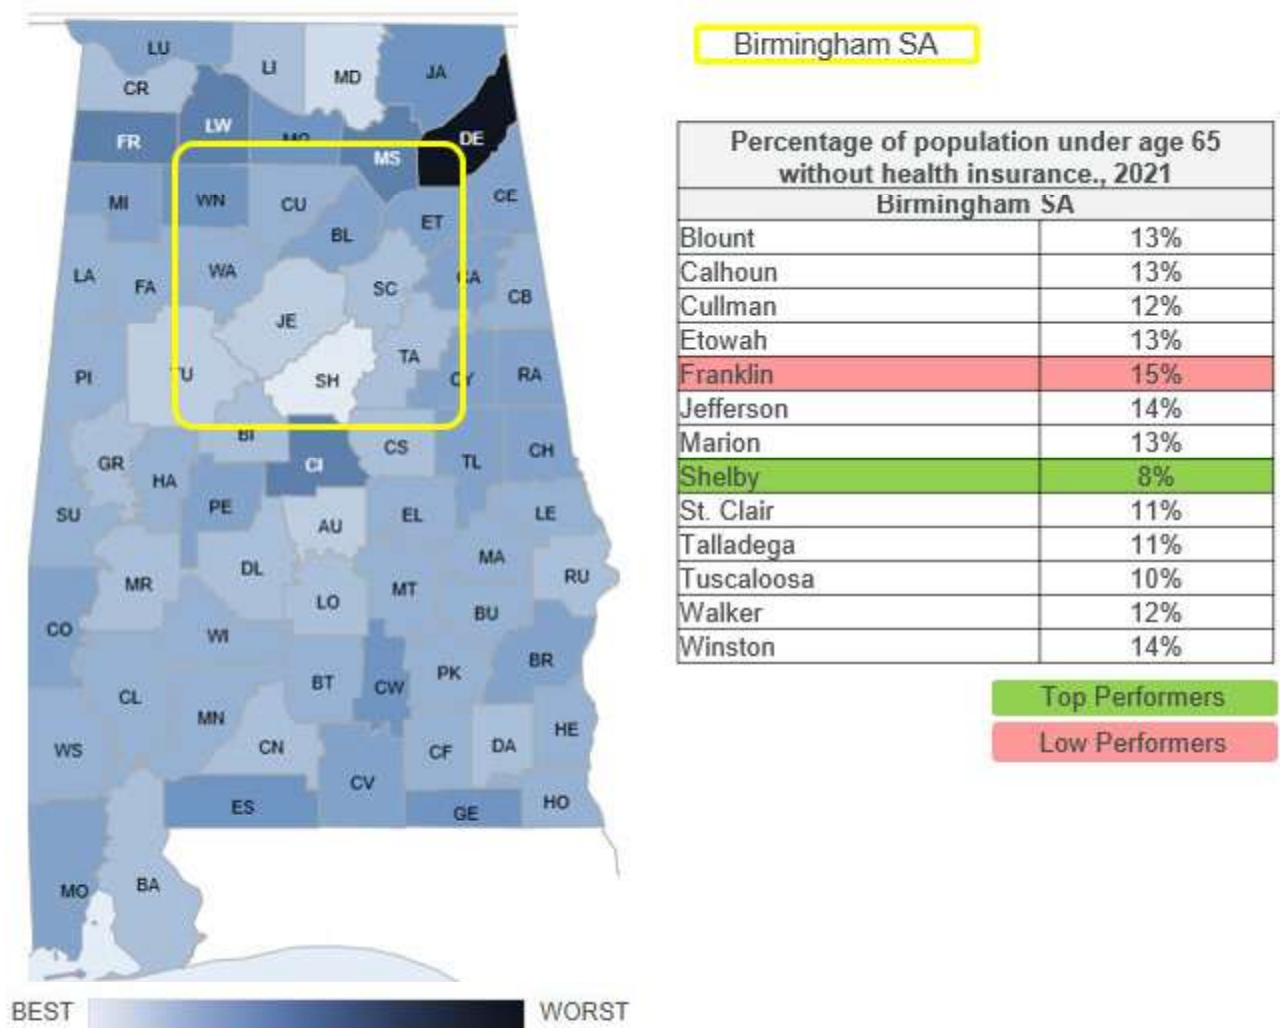 LU
LI
MD
JA
CR
FR
LW
MS
DE
MI
WN
CU
BL
ET
CE
LA
FA
WA
SC
CA
CB
JE
PI
TU
SH
TA
CY
RA
BI
CS
GR
HA
CI
TL
CH
SU
PE
AU
EL
LE
MR
DL
MA
RU
LO
MT
BU
CO
WI
BR
CL
BT
CW
PK
WS
MN
CN
CF
DA
HE
CV
ES
GE
HO
MO
BA
BEST
WORST
Birmingham SA
Percentage of population under age 65
without health insurance., 2021
Birmingham SA
Blount 13%
Calhoun 13%
Cullman 12%
Etowah 13%
Franklin 15%
Jefferson 14%
Marion 13%
Shelby 8%
St. Clair 11%
Talladega 11%
Tuscaloosa 10%
Walker 12%
Winston 14%
Top Performers
Low Performers